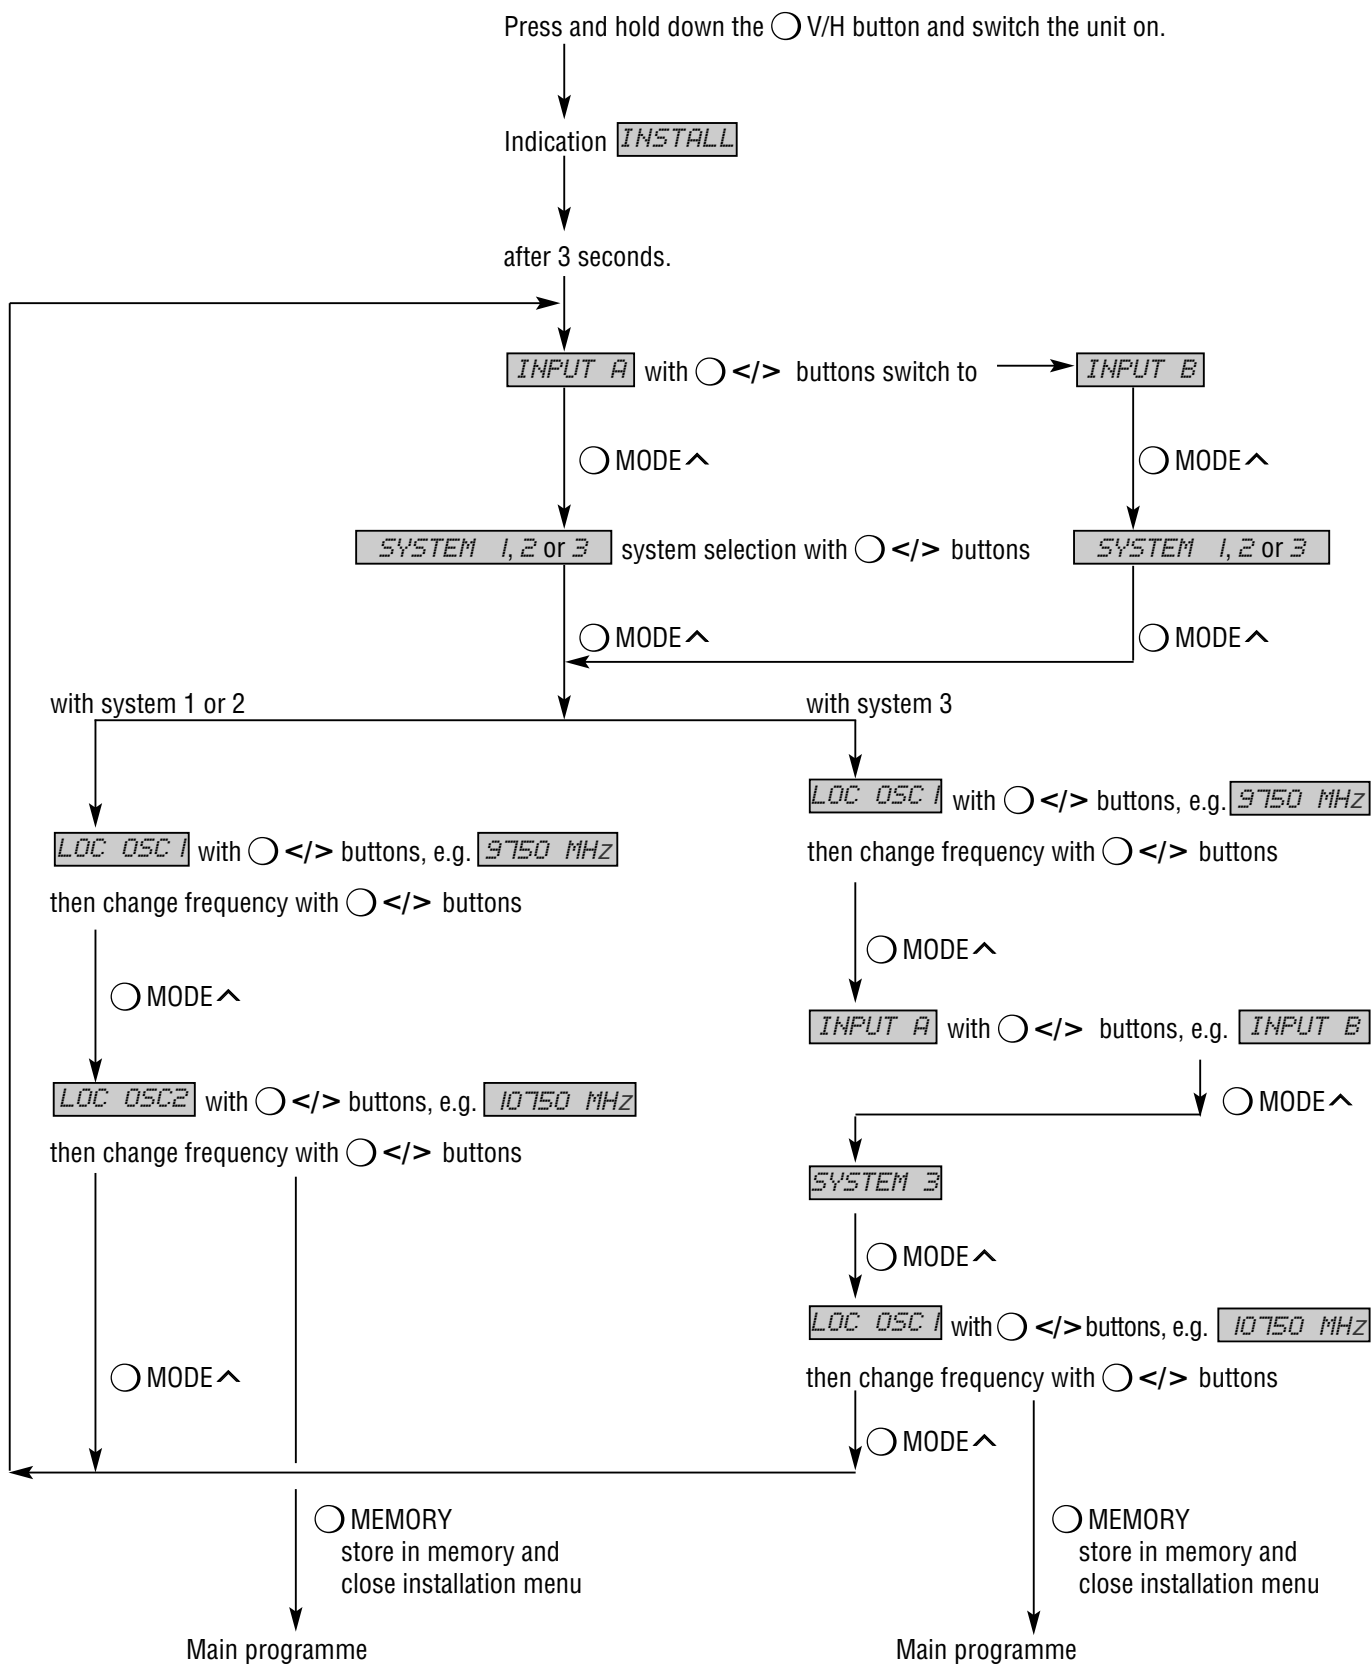 Press and hold down the V/H button and switch the unit on.
Indication INSTALL
after 3 seconds.
INPUT A with </> buttons switch to INPUT B
MODE MODE
SYSTEM 1, 2 or 3 system selection with </> buttons SYSTEM 1, 2 or 3
MODE MODE
with system 1 or 2
LOC OSC1 with </> buttons, e.g. 9750 MHz
then change frequency with </> buttons
MODE
LOC OSC2 with </> buttons, e.g. 10750 MHz
then change frequency with </> buttons
MODE
MEMORY
store in memory and
close installation menu
Main programme
with system 3
LOC OSC1 with </> buttons, e.g. 9750 MHz
then change frequency with </> buttons
MODE
INPUT A with </> buttons, e.g. INPUT B
MODE
SYSTEM 3
MODE
LOC OSC1 with </> buttons, e.g. 10750 MHz
then change frequency with </> buttons
MODE
MEMORY
store in memory and
close installation menu
Main programme